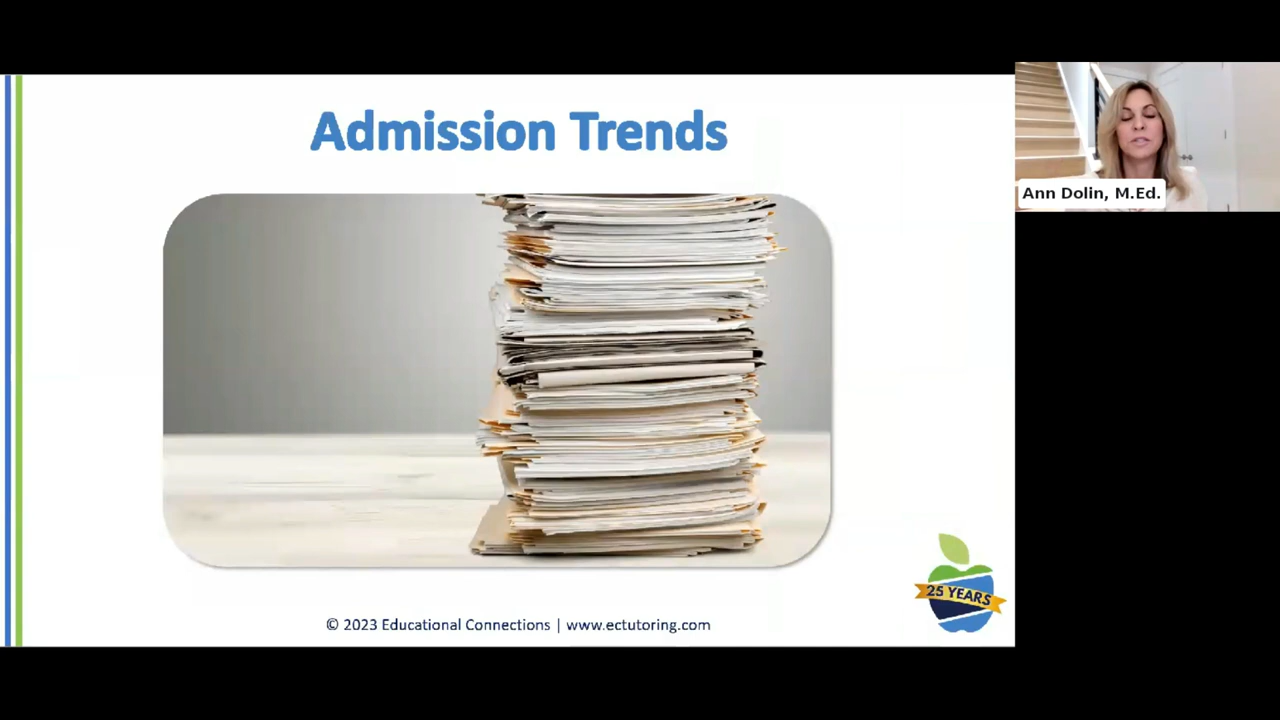 Admission Trends
Ann Dolin, M.Ed.
25 YEARS
© 2023 Educational Connections | www.ectutoring.com